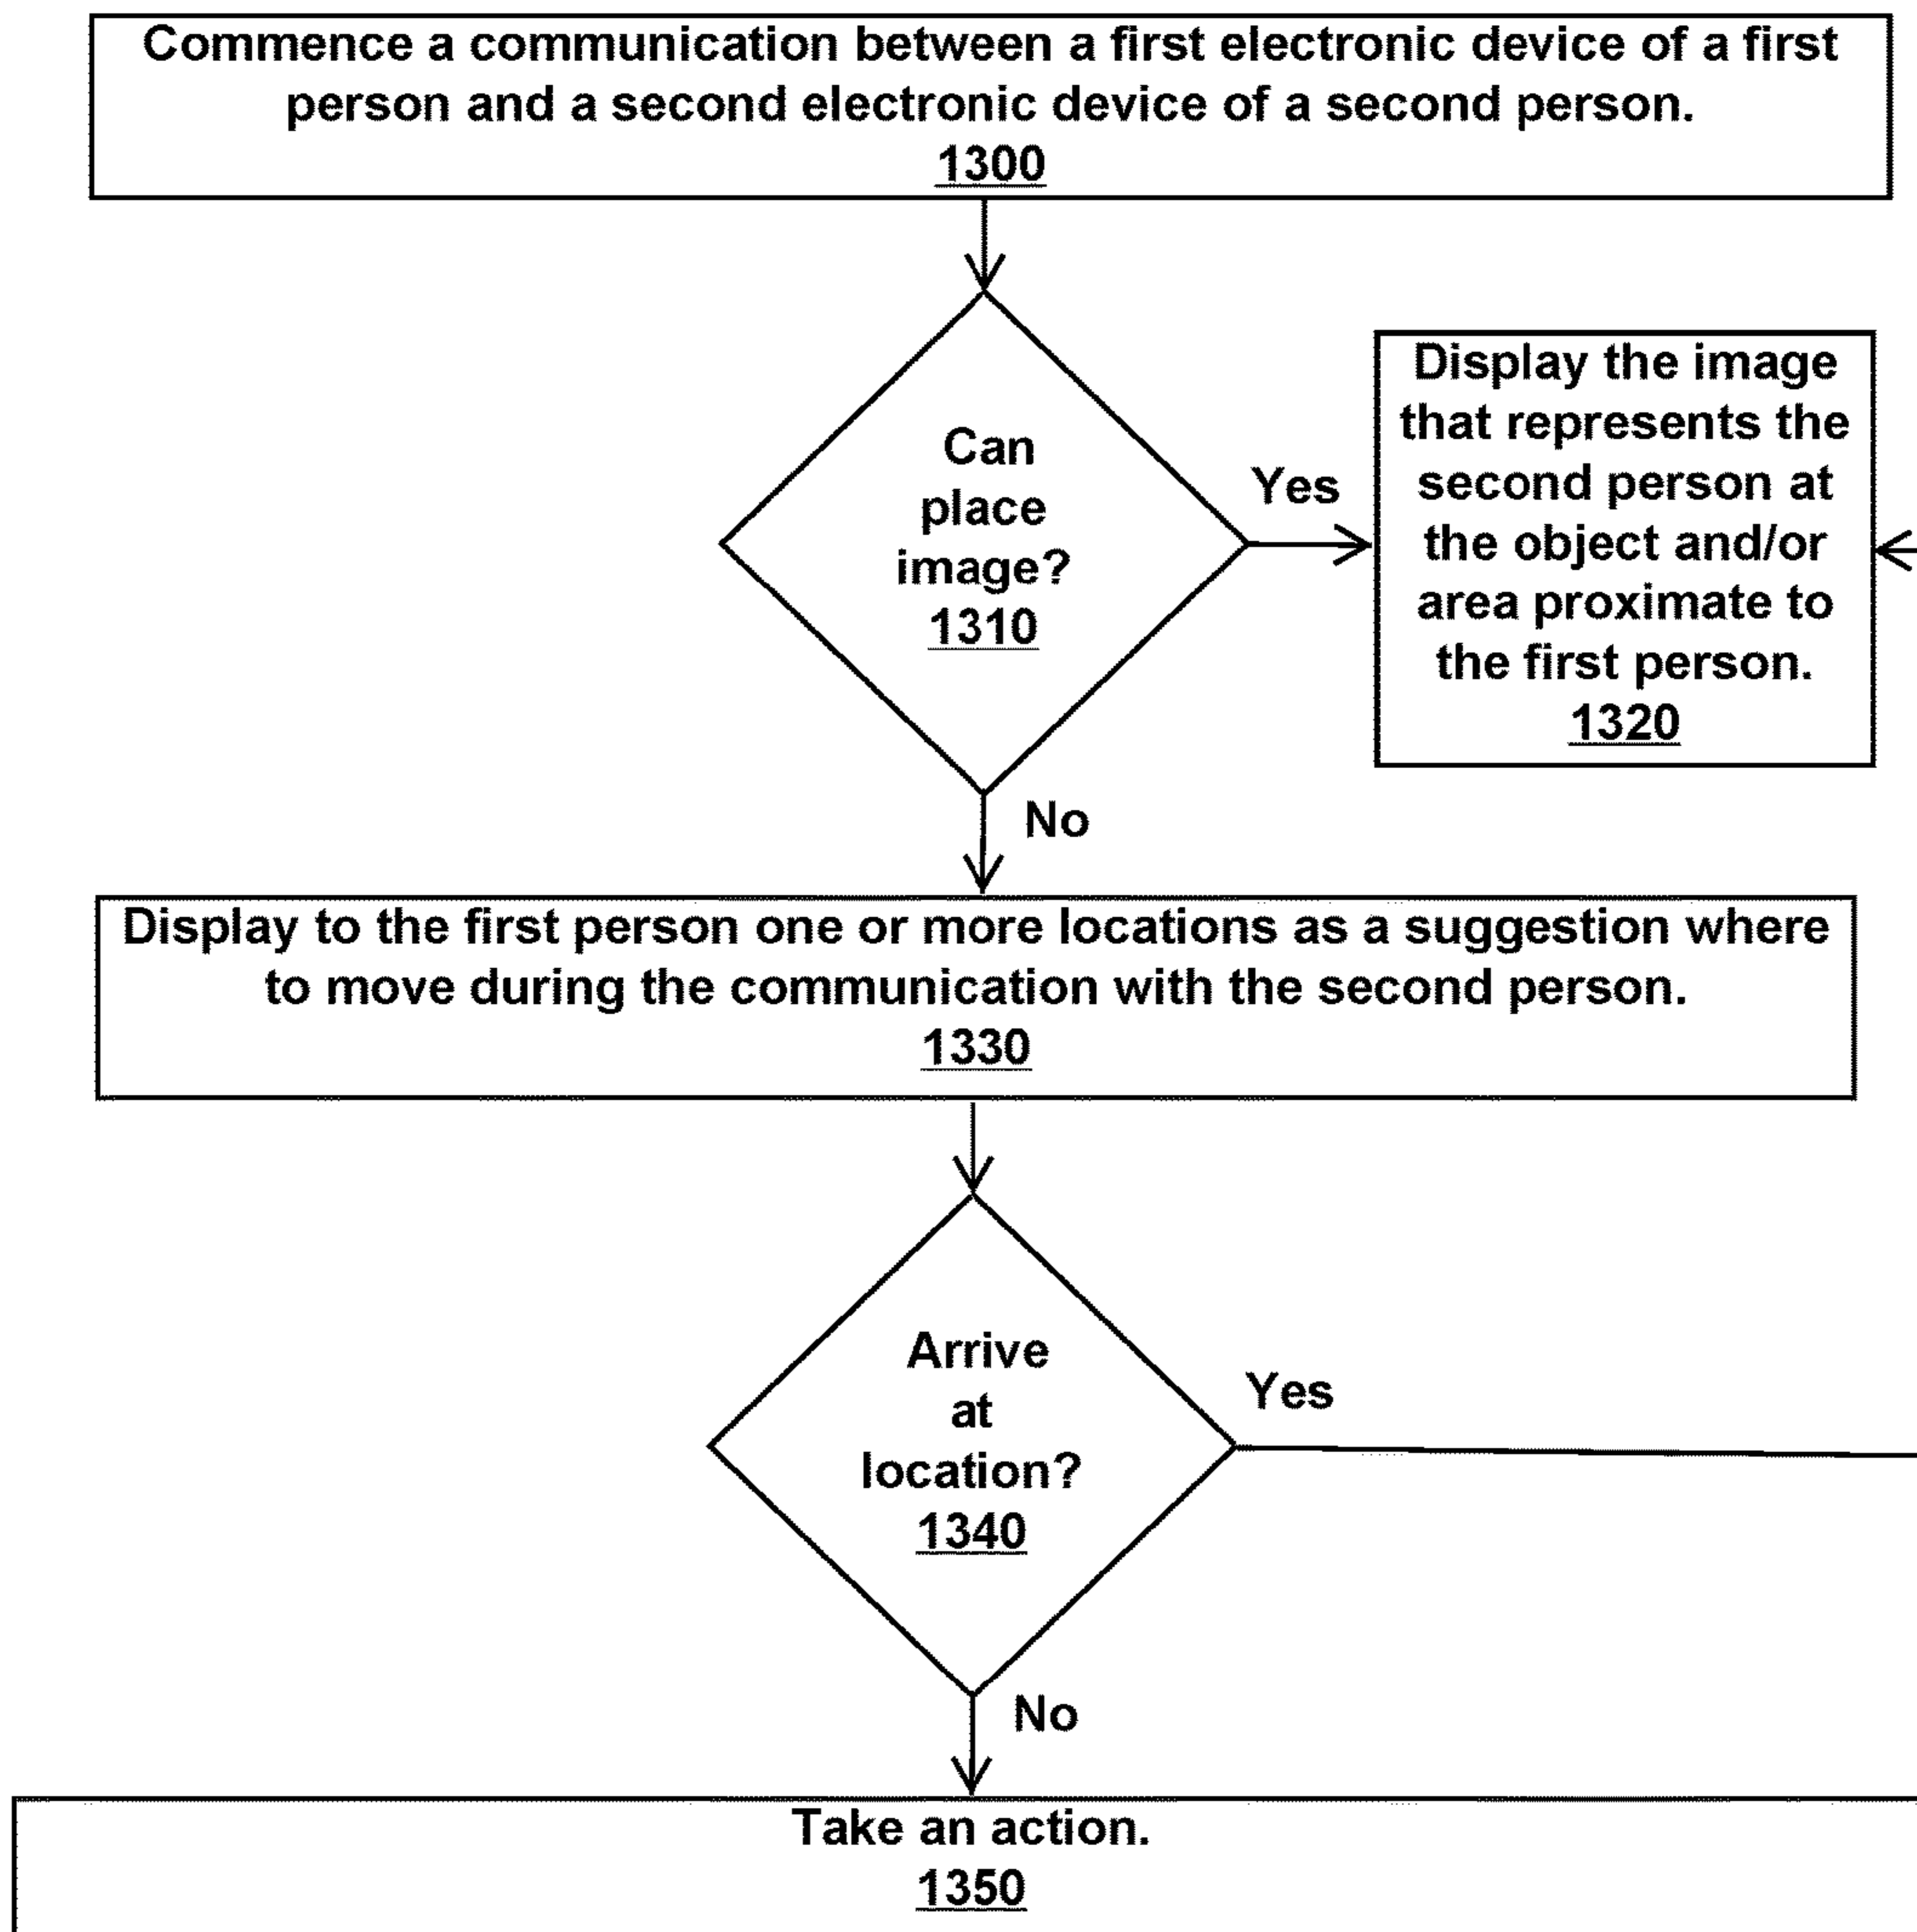 Commence a communication between a first electronic device of a first
person and a second electronic device of a second person.
1300
Can
place
image?
1310
Yes
Display the image
that represents the
second person at
the object and/or
area proximate to
the first person.
1320
No
Display to the first person one or more locations as a suggestion where
to move during the communication with the second person.
1330
Arrive
at
location?
1340
Yes
No
Take an action.
1350